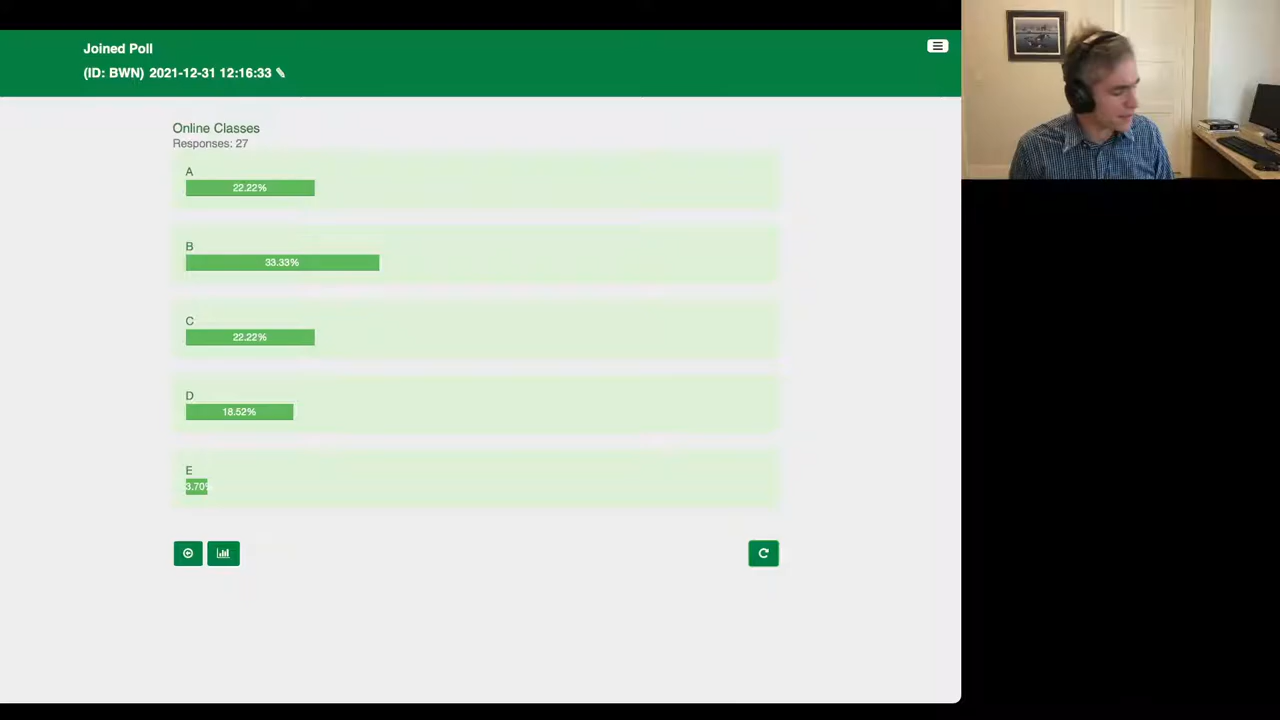 Joined Poll
(ID: BWN) 2021-12-31 12:16:33
Online Classes
Responses: 27
A
22.22%
B
33.33%
C
22.22%
D
18.52%
E
3.70%